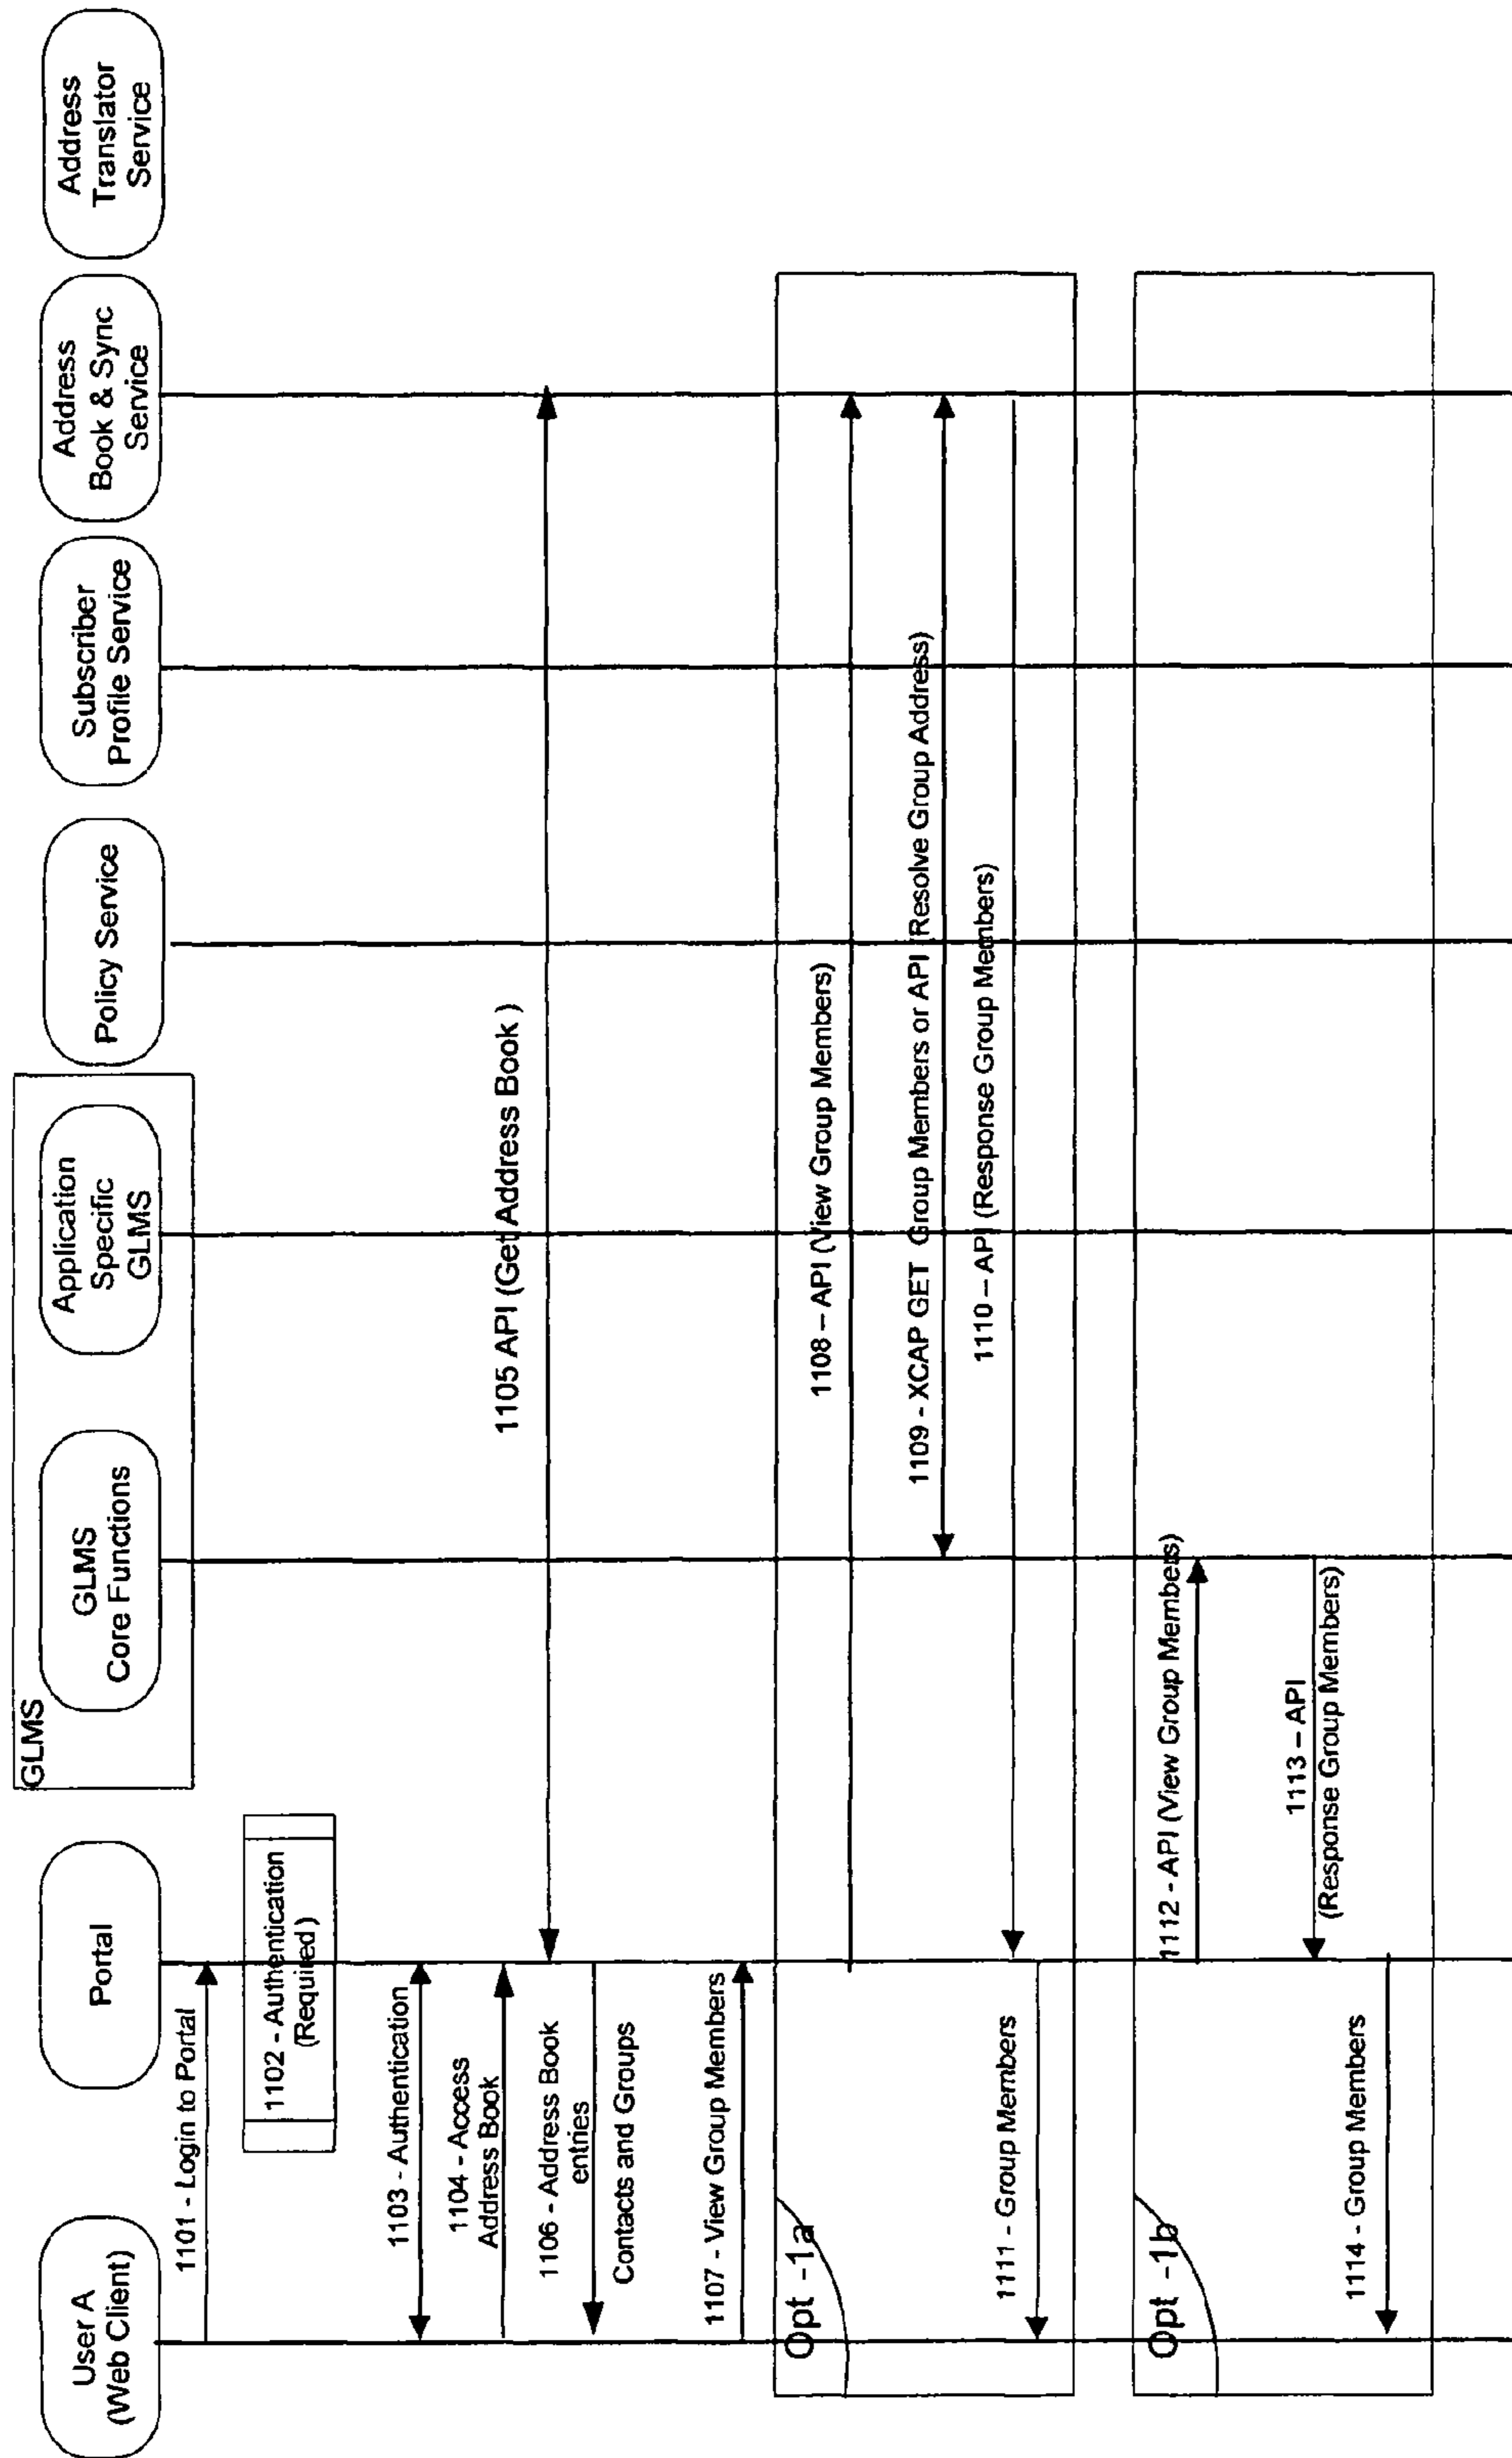 User A
(Web Client)
Portal
GLMS
GLMS
Core Functions
Application
Specific
GLMS
Policy Service
Subscriber
Profile Service
Address
Book & Sync
Service
Address
Translator
Service
1101 - Login to Portal
1102 - Authentication
(Required)
1103 - Authentication
1104 - Access
Address Book
1105 API (Get Address Book )
1106 - Address Book
entries
Contacts and Groups
1107 - View Group Members
Opt -1a
1108 – API (View Group Members)
1109 - XCAP GET Group Members or API (Resolve Group Address)
1110 – API (Response Group Members)
1111 - Group Members
Opt -1b
1112 - API (View Group Members)
1113 – API
(Response Group Members)
1114 - Group Members